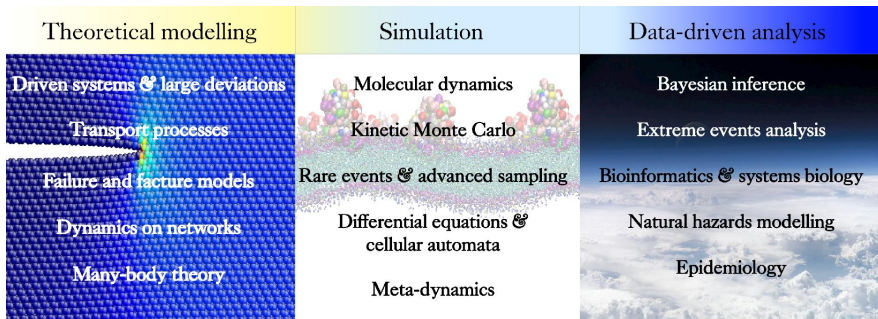 Theoretical modelling
Driven systems & large deviations
Transport processes
Failure and facture models
Dynamics on networks
Many-body theory
Simulation
Molecular dynamics
Kinetic Monte Carlo
Rare events & advanced sampling
Differential equations &
cellular automata
Meta-dynamics
Data-driven analysis
Bayesian inference
Extreme events analysis
Bioinformatics & systems biology
Natural hazards modelling
Epidemiology